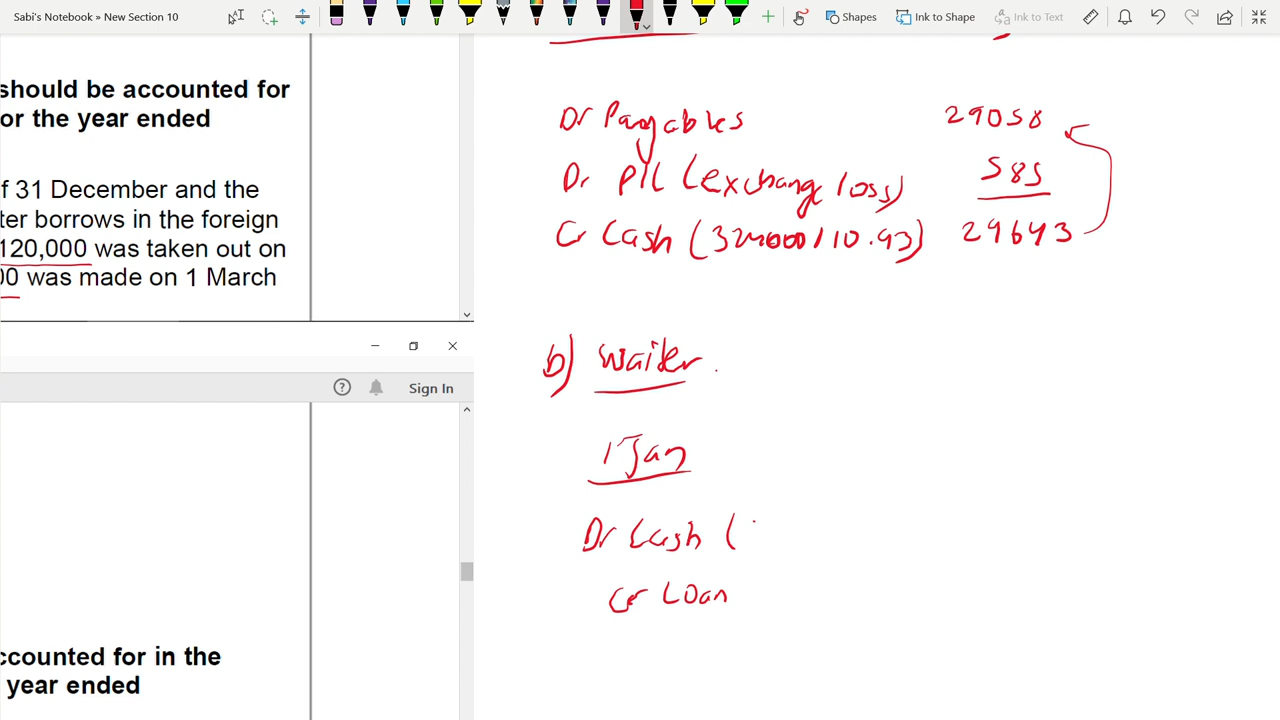 Sabi's Notebook » New Section 10
Shapes
Ink to Shape
Ink to Text
should be accounted for
or the year ended
f 31 December and the
ter borrows in the foreign
120,000 was taken out on
00 was made on 1 March
Sign In
ccounted for in the
year ended
Dr Payables 29058
Dr P/L (exchange loss) 585
Cr Cash (324000/10.93) 29643
b) Waiter.
1 Jan
Dr Cash (
Cr Loan